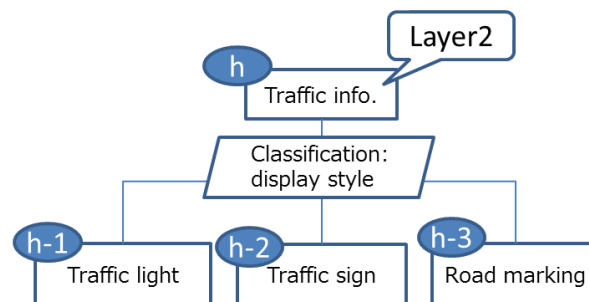 Layer2
h
Traffic info.
Classification:
display style
h-1
h-2
h-3
Traffic light
Traffic sign
Road marking